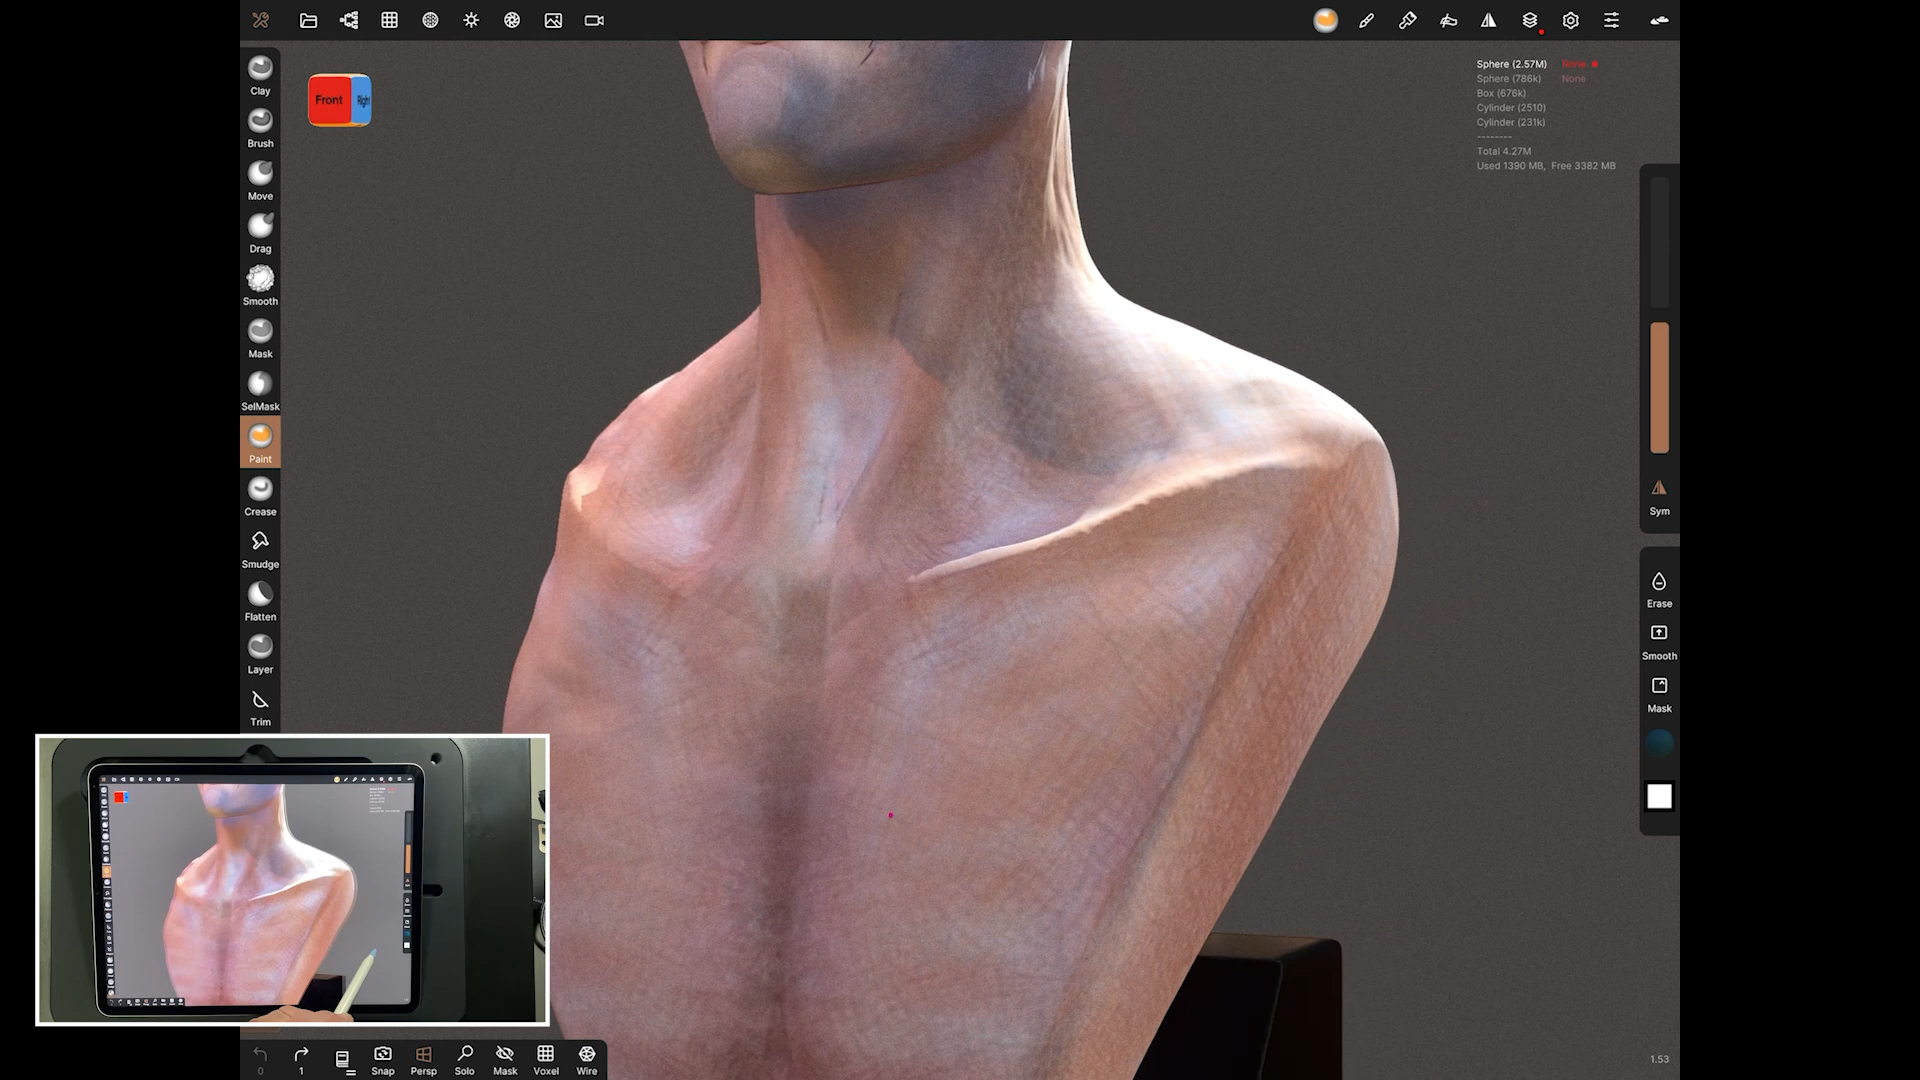 Front
Right
Sphere (2.57M) None
Sphere (786k) None
Box (676k)
Cylinder (2510)
Cylinder (231k)
--------
Total 4.27M
Used 1390 MB, Free 3382 MB
Clay
Brush
Move
Drag
Smooth
Mask
SelMask
Paint
Crease
Smudge
Flatten
Layer
Trim
Sym
Erase
Smooth
Mask
0
1
Snap
Persp
Solo
Mask
Voxel
Wire
1.53